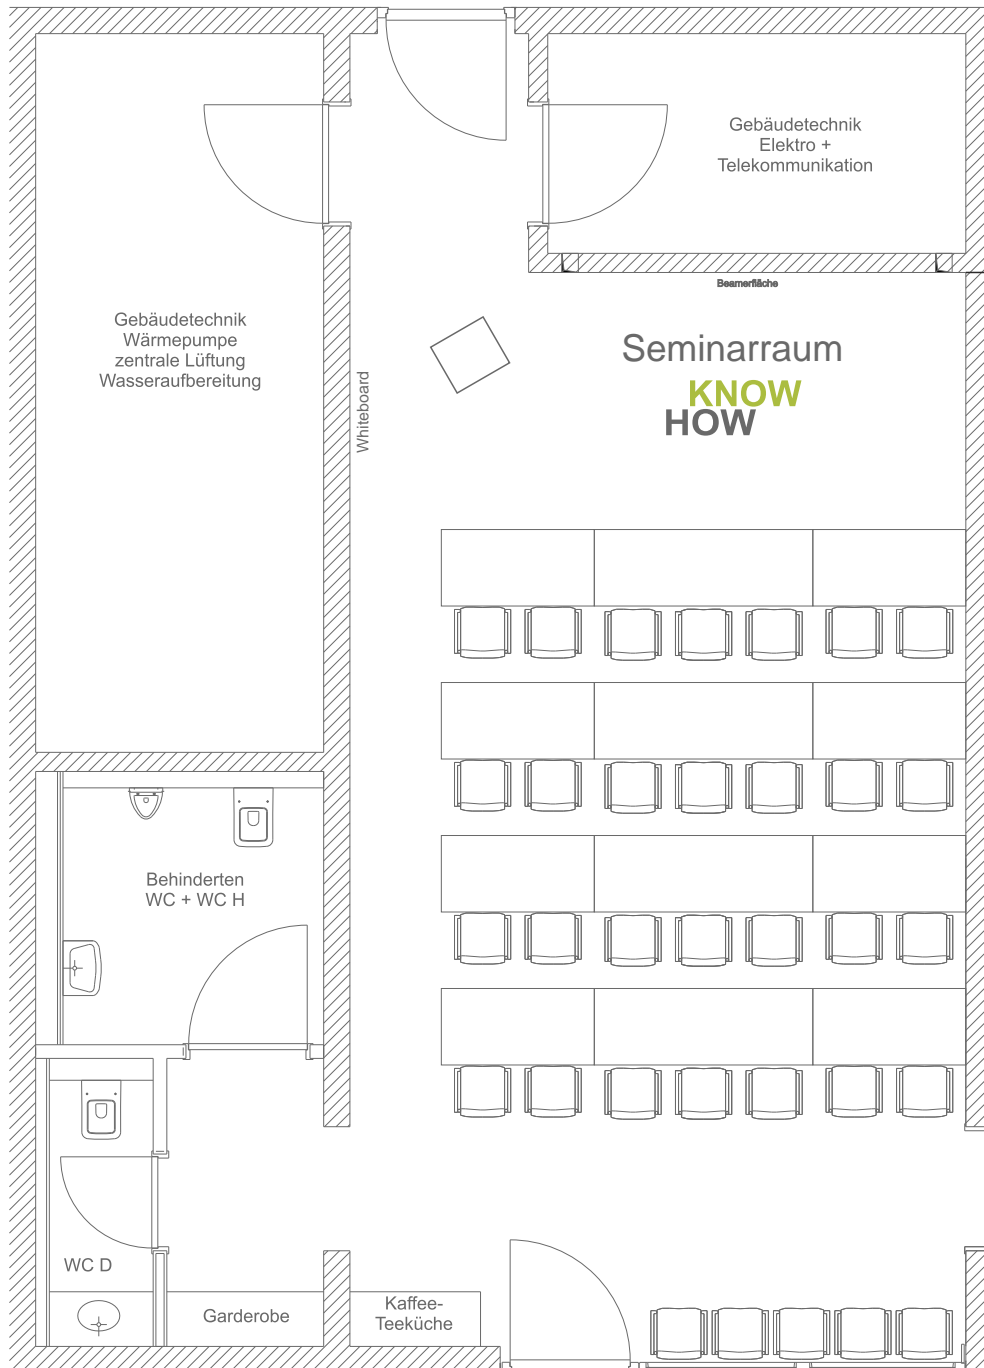 Gebäudetechnik
Elektro +
Telekommunikation
Beamerfläche
Gebäudetechnik
Wärmepumpe
zentrale Lüftung
Wasseraufbereitung
Whiteboard
Seminarraum
KNOW
HOW
Behinderten
WC + WC H
WC D
Garderobe
Kaffee-
Teeküche